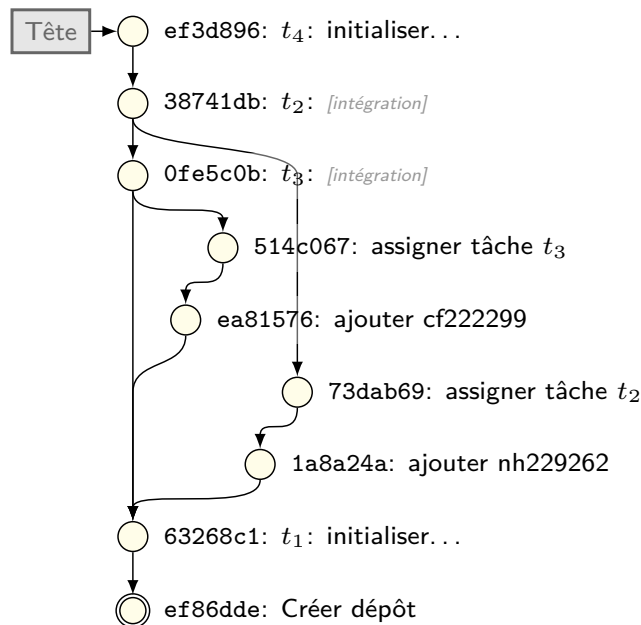 Tête
ef3d896: t₄: initialiser...
38741db: t₂: [intégration]
0fe5c0b: t₃: [intégration]
514c067: assigner tâche t₃
ea81576: ajouter cf222299
73dab69: assigner tâche t₂
1a8a24a: ajouter nh229262
63268c1: t₁: initialiser...
ef86dde: Créer dépôt